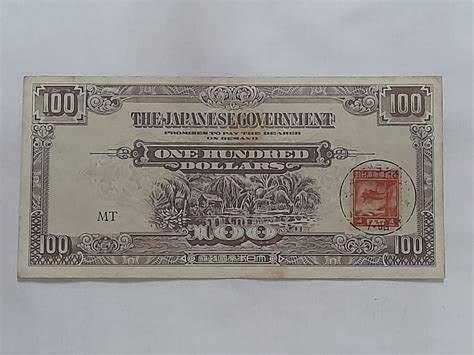 100 100
THE JAPANESE GOVERNMENT
PROMISES TO PAY THE BEARER
ON DEMAND
ONE HUNDRED
DOLLARS
MT
100 100 100